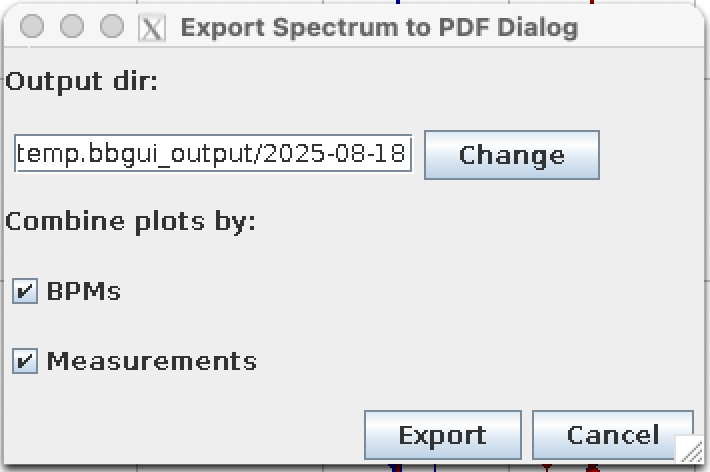 Export Spectrum to PDF Dialog
Output dir:
temp.bbgui_output/2025-08-18
Change
Combine plots by:
BPMs
Measurements
Export
Cancel